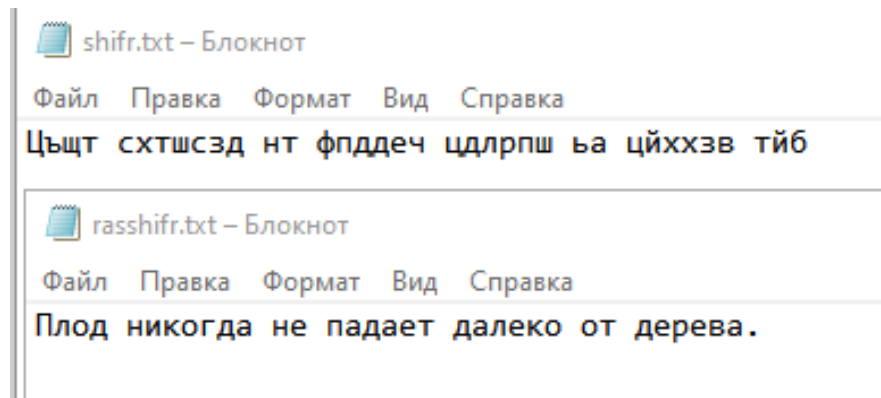 shifr.txt – Блокнот
Файл Правка Формат Вид Справка
Цъщт схтшсзд нт фпддеч цдлрпш ьа цйххзв тйб
rasshifr.txt – Блокнот
Файл Правка Формат Вид Справка
Плод никогда не падает далеко от дерева.